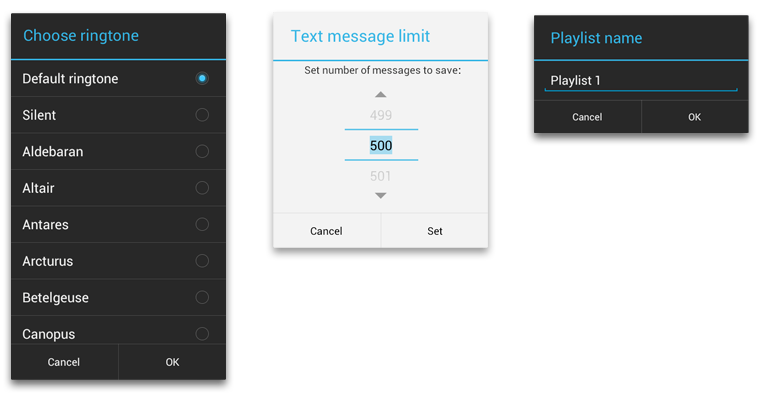 Choose ringtone
Default ringtone
Silent
Aldebaran
Altair
Antares
Arcturus
Betelgeuse
Canopus
Cancel OK
Text message limit
Set number of messages to save:
499
500
501
Cancel Set
Playlist name
Playlist 1
Cancel OK